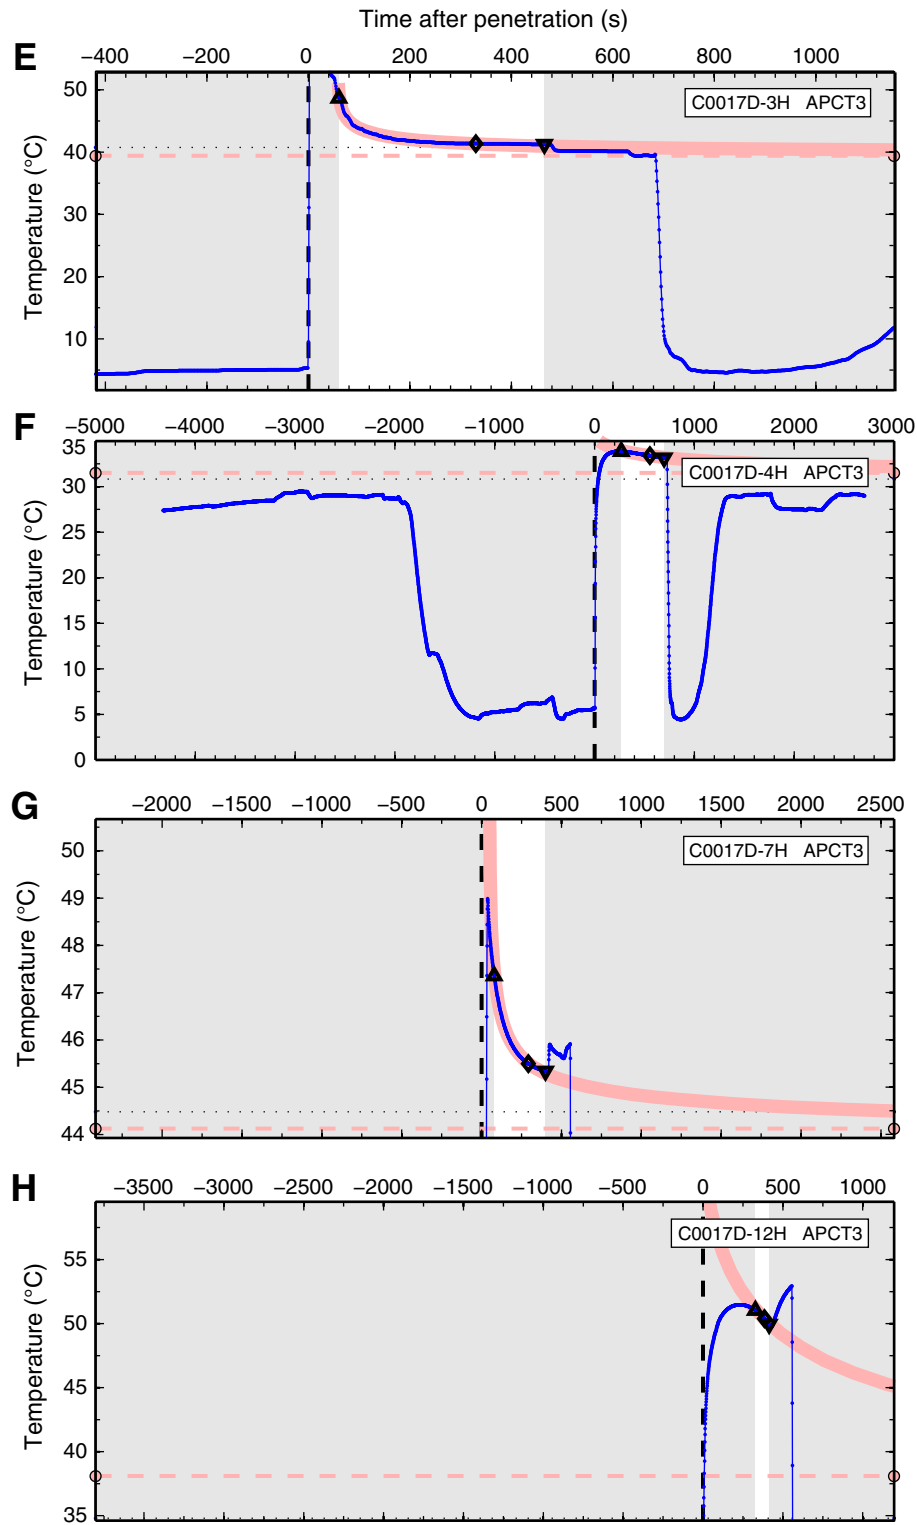 Time after penetration (s)
E
−400 −200 0 200 400 600 800 1000
50
40
30
20
10
Temperature (°C)
C0017D-3H APCT3
F
−5000 −4000 −3000 −2000 −1000 0 1000 2000 3000
35
30
25
20
15
10
5
0
Temperature (°C)
C0017D-4H APCT3
G
−2000 −1500 −1000 −500 0 500 1000 1500 2000 2500
50
49
48
47
46
45
44
Temperature (°C)
C0017D-7H APCT3
H
−3500 −3000 −2500 −2000 −1500 −1000 −500 0 500 1000
55
50
45
40
35
Temperature (°C)
C0017D-12H APCT3